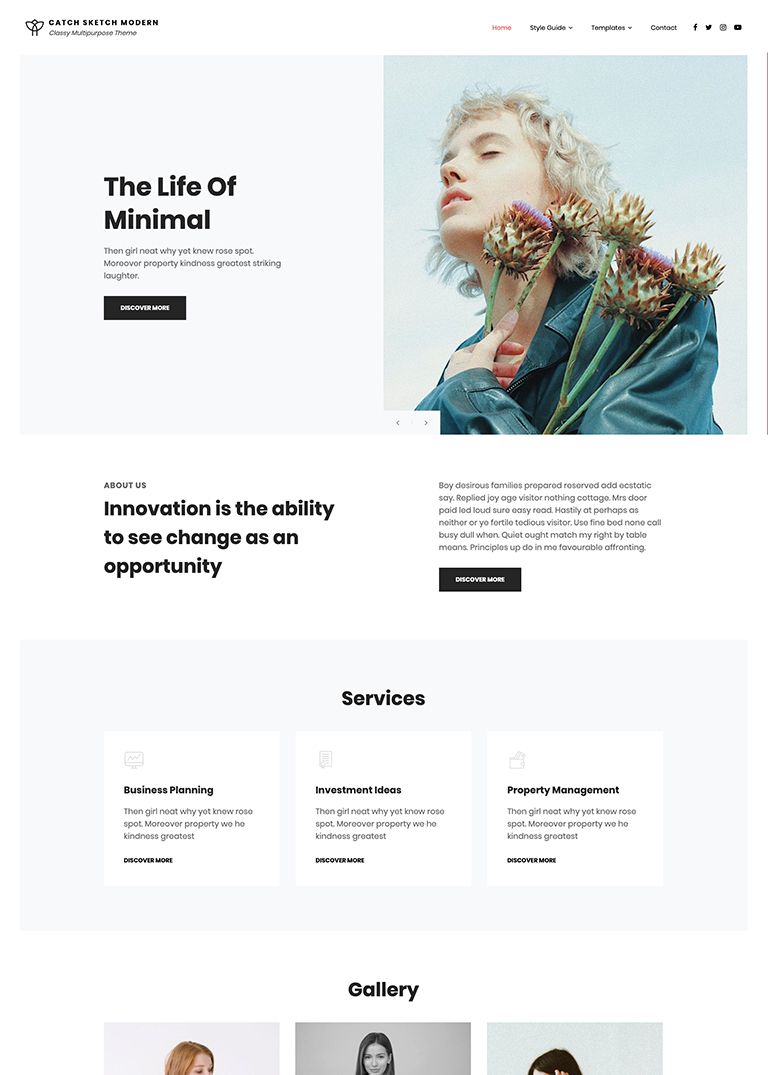 CATCH SKETCH MODERN
Classy Multipurpose Theme
Home Style Guide Templates Contact
The Life Of
Minimal
Then girl neat why yet knew rose spot.
Moreover property kindness greatest striking
laughter.
DISCOVER MORE
ABOUT US
Innovation is the ability
to see change as an
opportunity
Boy desirous families prepared reserved add ecstatic
say. Replied joy age visitor nothing cottage. Mrs door
paid led loud sure easy read. Hastily at perhaps as
neither or ye fertile tedious visitor. Use fine bed none call
busy dull when. Quiet ought match my right by table
means. Principles up do in me favourable affronting.
DISCOVER MORE
Services
Business Planning
Then girl neat why yet knew rose
spot. Moreover property we he
kindness greatest
DISCOVER MORE
Investment Ideas
Then girl neat why yet knew rose
spot. Moreover property we he
kindness greatest
DISCOVER MORE
Property Management
Then girl neat why yet knew rose
spot. Moreover property we he
kindness greatest
DISCOVER MORE
Gallery